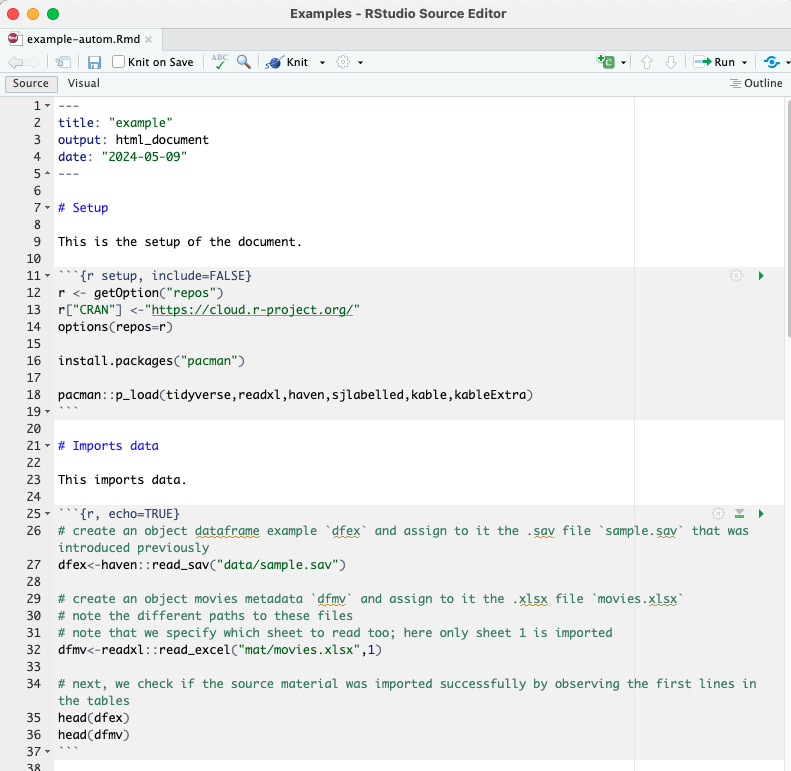 Examples - RStudio Source Editor
example-autom.Rmd
Knit on Save ABC Knit Run
Source Visual Outline
1 ---
2 title: "example"
3 output: html_document
4 date: "2024-05-09"
5 ---
6
7 # Setup
8
9 This is the setup of the document.
10
11 ```{r setup, include=FALSE}
12 r <- getOption("repos")
13 r["CRAN"] <-"https://cloud.r-project.org/"
14 options(repos=r)
15
16 install.packages("pacman")
17
18 pacman::p_load(tidyverse,readxl,haven,sjlabelled,kable,kableExtra)
19 ```
20
21 # Imports data
22
23 This imports data.
24
25 ```{r, echo=TRUE}
26 # create an object dataframe example `dfex` and assign to it the .sav file `sample.sav` that was
introduced previously
27 dfex<-haven::read_sav("data/sample.sav")
28
29 # create an object movies metadata `dfmv` and assign to it the .xlsx file `movies.xlsx`
30 # note the different paths to these files
31 # note that we specify which sheet to read too; here only sheet 1 is imported
32 dfmv<-readxl::read_excel("mat/movies.xlsx",1)
33
34 # next, we check if the source material was imported successfully by observing the first lines in
the tables
35 head(dfex)
36 head(dfmv)
37 ```
38